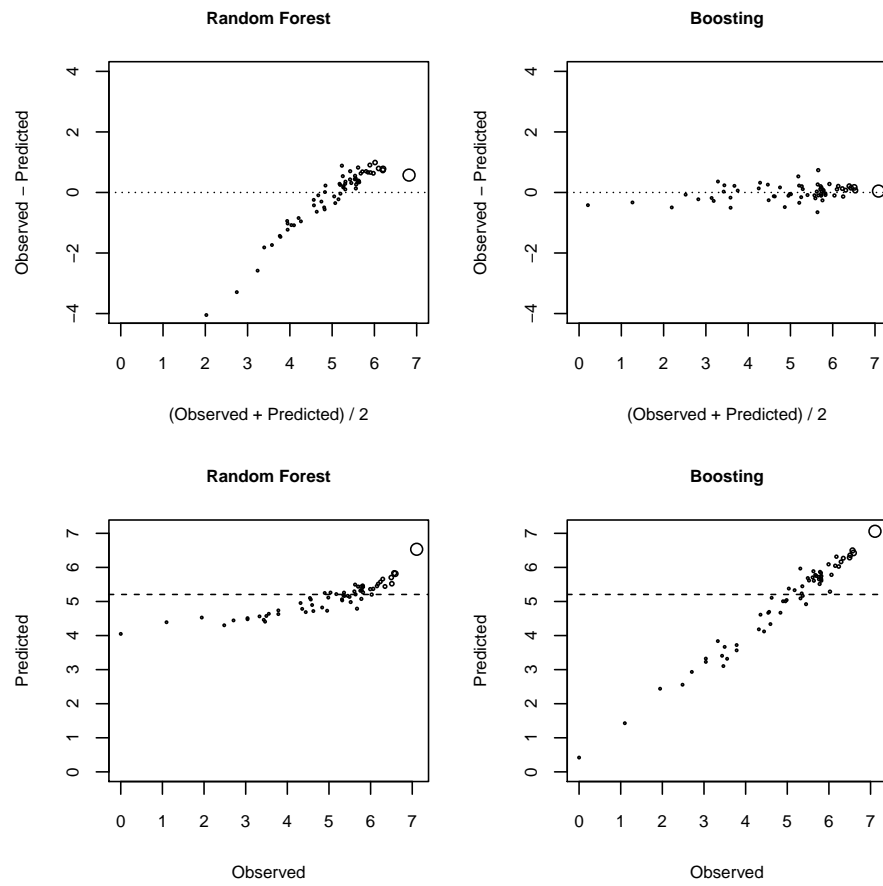 Random Forest
Observed − Predicted
4
2
0
−2
−4
0 1 2 3 4 5 6 7
(Observed + Predicted) / 2
Boosting
Observed − Predicted
4
2
0
−2
−4
0 1 2 3 4 5 6 7
(Observed + Predicted) / 2
Random Forest
Predicted
7
6
5
4
3
2
1
0
0 1 2 3 4 5 6 7
Observed
Boosting
Predicted
7
6
5
4
3
2
1
0
0 1 2 3 4 5 6 7
Observed